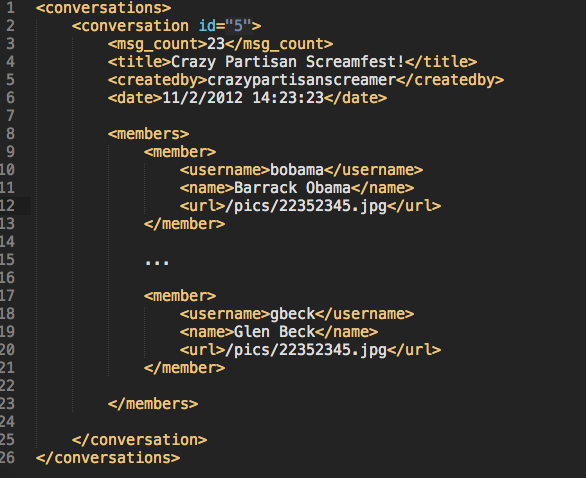 1 <conversations>
2 <conversation id="5">
3 <msg_count>23</msg_count>
4 <title>Crazy Partisan Screamfest!</title>
5 <createdby>crazypartisanscreamer</createdby>
6 <date>11/2/2012 14:23:23</date>
7
8 <members>
9 <member>
10 <username>bobama</username>
11 <name>Barrack Obama</name>
12 <url>/pics/22352345.jpg</url>
13 </member>
14
15 ...
16
17 <member>
18 <username>gbeck</username>
19 <name>Glen Beck</name>
20 <url>/pics/22352345.jpg</url>
21 </member>
22
23 </members>
24
25 </conversation>
26 </conversations>